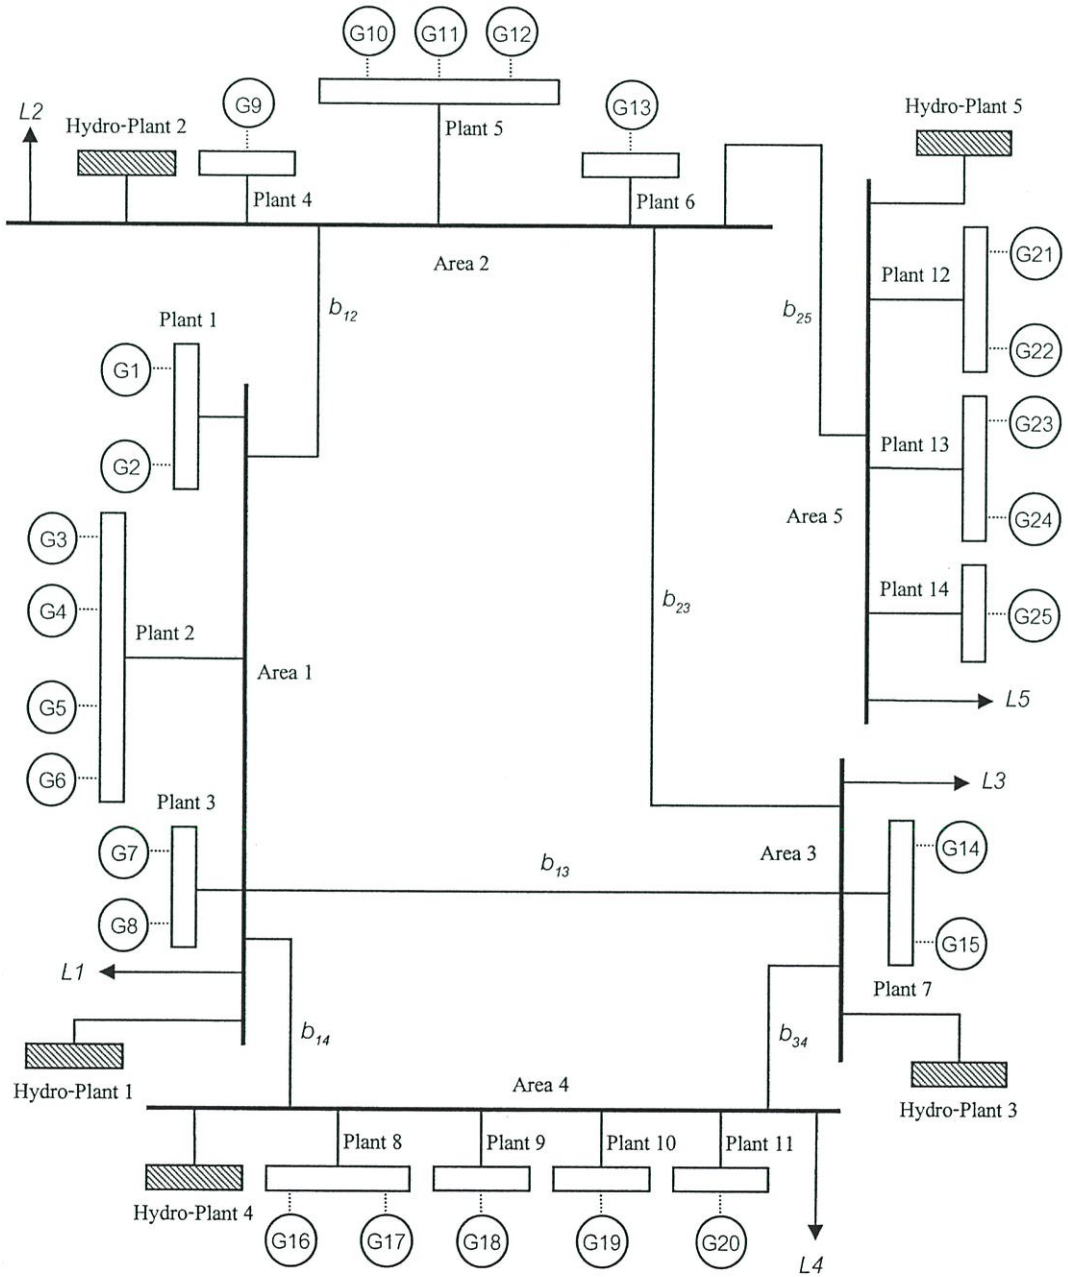 G10
G11
G12
L2
Hydro-Plant 2
G9
Plant 4
Plant 5
G13
Plant 6
Hydro-Plant 5
Area 2
b12
b25
Plant 12
G21
G22
Plant 1
G1
G2
Plant 13
G23
G24
Area 5
G3
G4
Plant 2
G5
G6
Area 1
b23
Plant 14
G25
L5
L3
Plant 3
G7
G8
b13
Area 3
G14
G15
Plant 7
L1
Hydro-Plant 1
b14
b34
Hydro-Plant 3
Area 4
Plant 8
Plant 9
Plant 10
Plant 11
Hydro-Plant 4
G16
G17
G18
G19
G20
L4